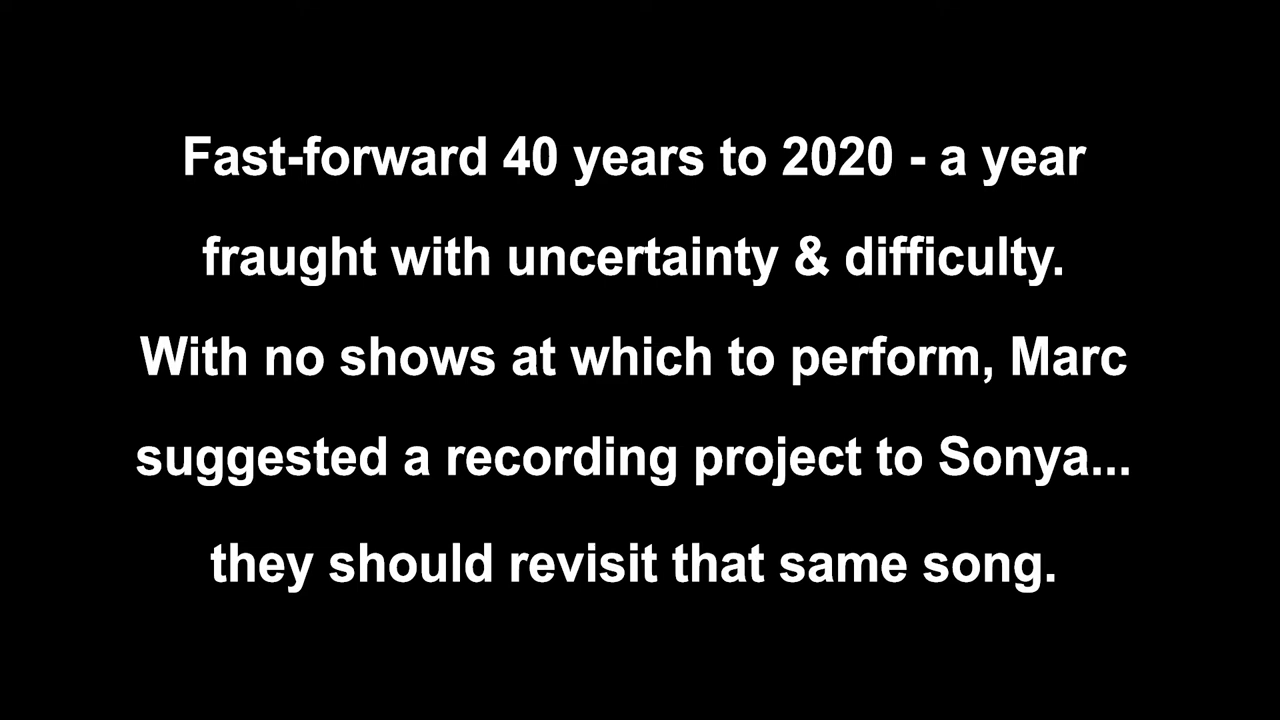 Fast-forward 40 years to 2020 - a year
fraught with uncertainty & difficulty.
With no shows at which to perform, Marc
suggested a recording project to Sonya...
they should revisit that same song.